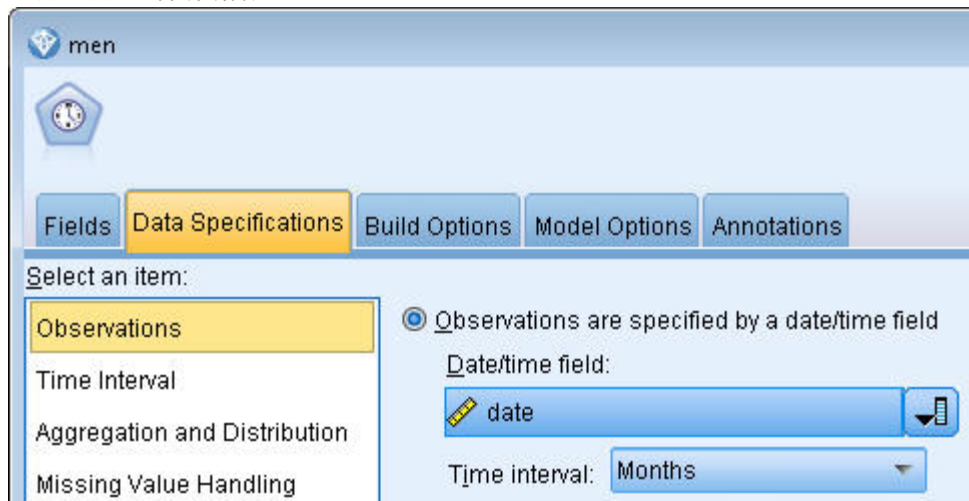 men
Fields Data Specifications Build Options Model Options Annotations
Select an item:
Observations
Time Interval
Aggregation and Distribution
Missing Value Handling
Observations are specified by a date/time field
Date/time field:
date
Time interval: Months